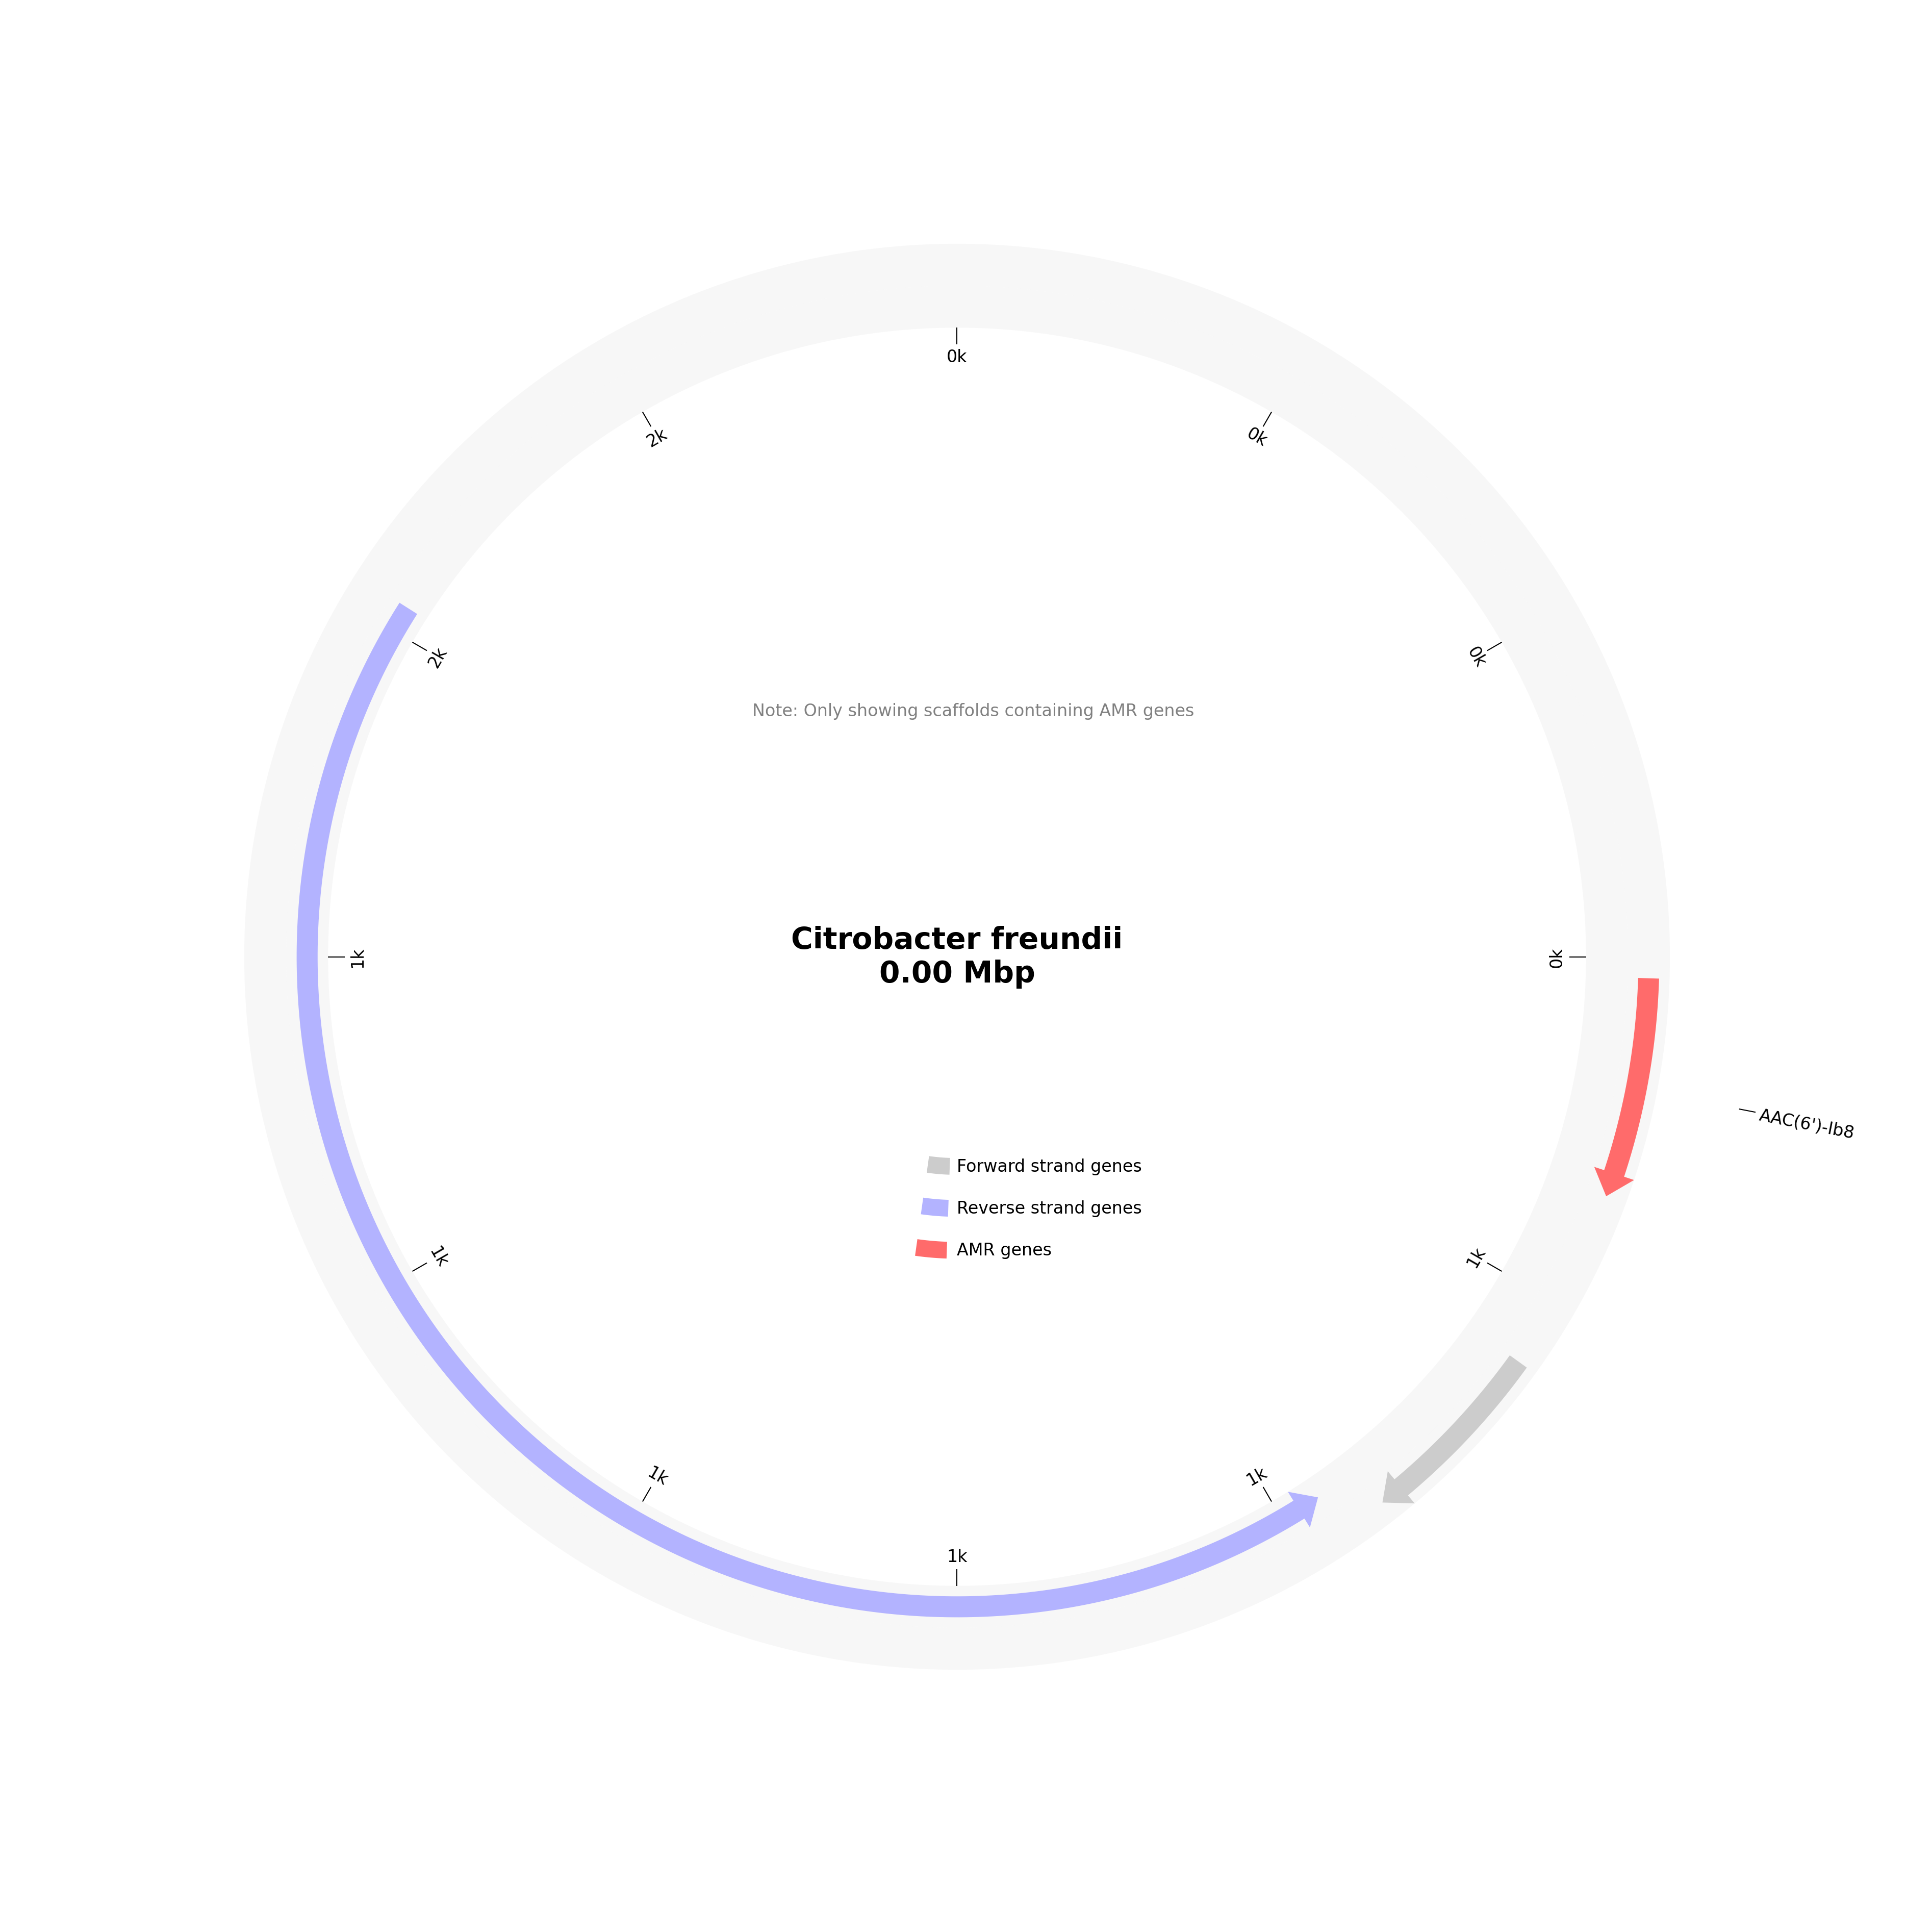 0k
2k
0k
2k
0k
Note: Only showing scaffolds containing AMR genes
Citrobacter freundii
0.00 Mbp
1k
0k
AAC(6')-Ib8
Forward strand genes
Reverse strand genes
AMR genes
1k
1k
1k
1k
1k